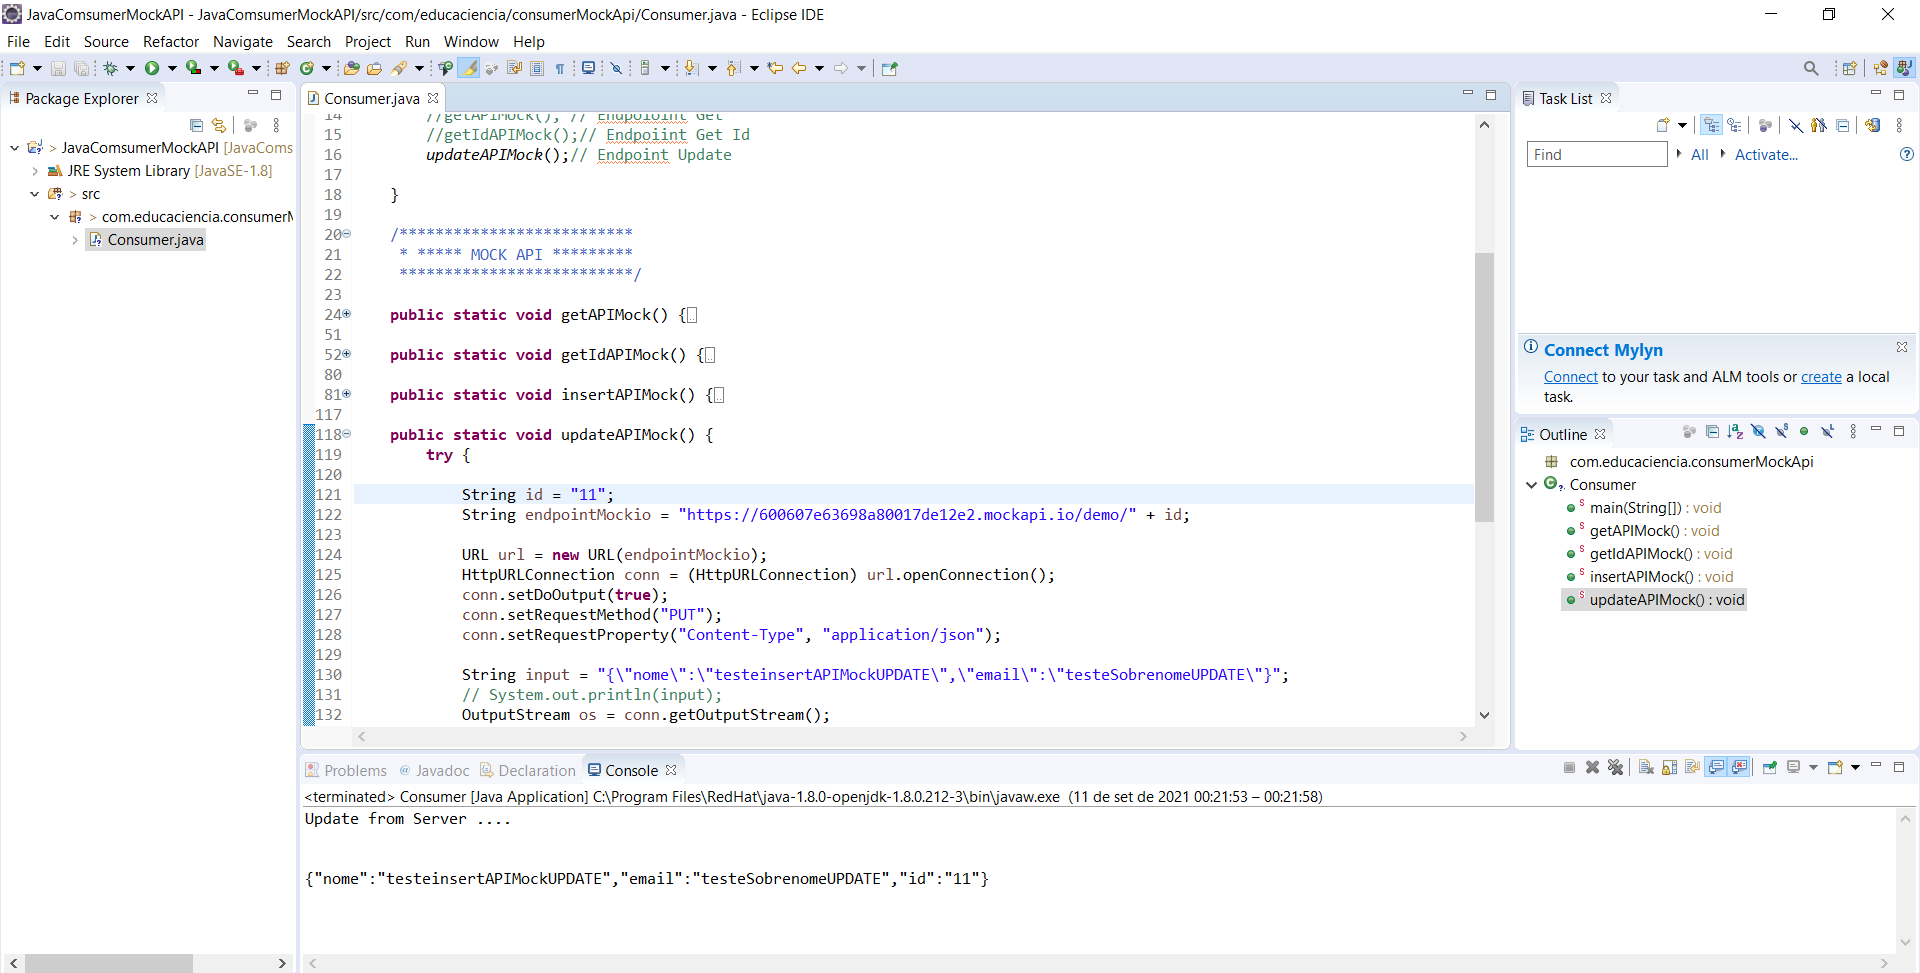 JavaComsumerMockAPI - JavaComsumerMockAPI/src/com/educaciencia/consumerMockApi/Consumer.java - Eclipse IDE
File Edit Source Refactor Navigate Search Project Run Window Help
Package Explorer
JavaComsumerMockAPI [JavaComs
JRE System Library [JavaSE-1.8]
src
com.educaciencia.consumerM
Consumer.java
Consumer.java
14 //getAPIMock(); // Endpoloint Get
15 //getIdAPIMock();// Endpoiint Get Id
16 updateAPIMock();// Endpoint Update
17
18 }
19
20 /**************************
21 * ***** MOCK API *********
22 **************************/
23
24 public static void getAPIMock() {
51
52 public static void getIdAPIMock() {
80
81 public static void insertAPIMock() {
117
118 public static void updateAPIMock() {
119 try {
120
121 String id = "11";
122 String endpointMockio = "https://600607e63698a80017de12e2.mockapi.io/demo/" + id;
123
124 URL url = new URL(endpointMockio);
125 HttpURLConnection conn = (HttpURLConnection) url.openConnection();
126 conn.setDoOutput(true);
127 conn.setRequestMethod("PUT");
128 conn.setRequestProperty("Content-Type", "application/json");
129
130 String input = "{\"nome\":\"testeinsertAPIMockUPDATE\",\"email\":\"testeSobrenomeUPDATE\"}";
131 // System.out.println(input);
132 OutputStream os = conn.getOutputStream();
Task List
Find All Activate...
Connect Mylyn
Connect to your task and ALM tools or create a local
task.
Outline
com.educaciencia.consumerMockApi
Consumer
main(String[]) : void
getAPIMock() : void
getIdAPIMock() : void
insertAPIMock() : void
updateAPIMock() : void
Problems Javadoc Declaration Console
<terminated> Consumer [Java Application] C:\Program Files\RedHat\java-1.8.0-openjdk-1.8.0.212-3\bin\javaw.exe (11 de set de 2021 00:21:53 – 00:21:58)
Update from Server ....
{"nome":"testeinsertAPIMockUPDATE","email":"testeSobrenomeUPDATE","id":"11"}